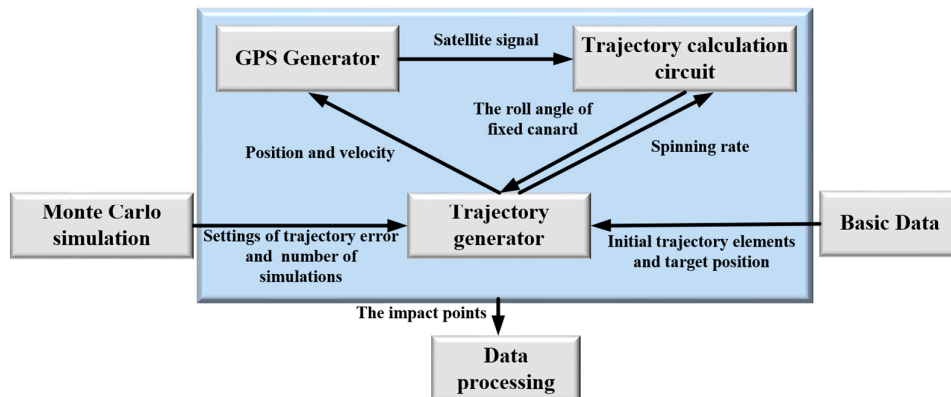 GPS Generator
Satellite signal
Trajectory calculation
circuit
The roll angle of
fixed canard
Position and velocity
Spinning rate
Monte Carlo
simulation
Settings of trajectory error
and number of
simulations
Trajectory
generator
Initial trajectory elements
and target position
Basic Data
The impact points
Data
processing